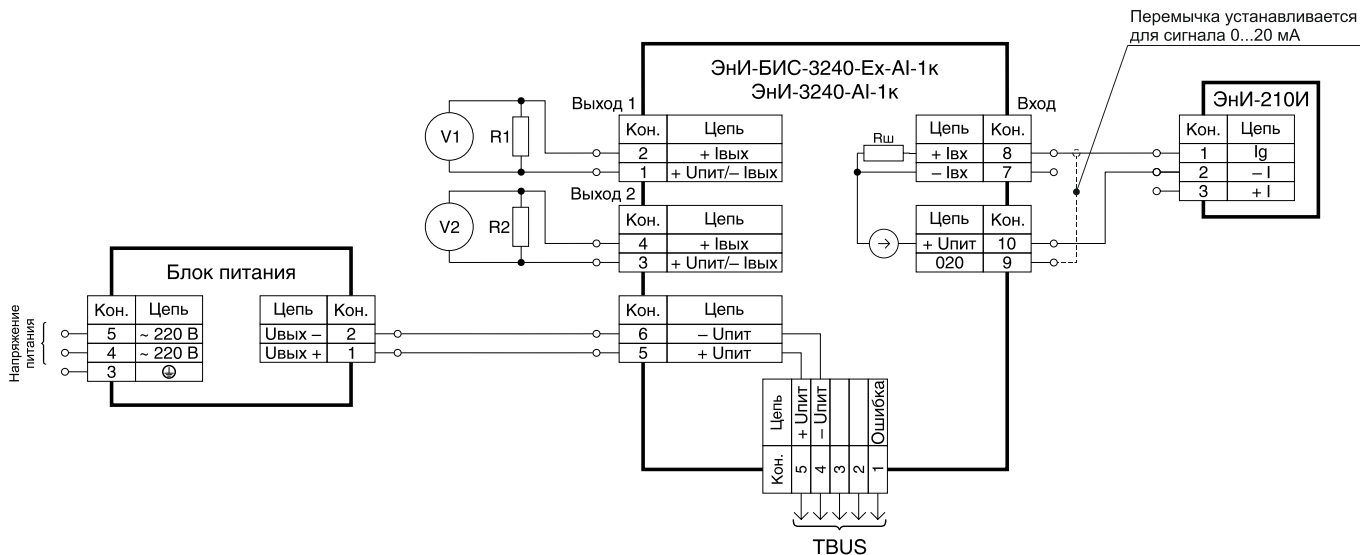 Перемычка устанавливается
для сигнала 0...20 мА
ЭнИ-БИС-3240-Ex-AI-1к
ЭнИ-3240-AI-1к
Выход 1
Кон. Цепь
2 + Iвых
1 + Uпит/– Iвых
V1
R1
Выход 2
Кон. Цепь
4 + Iвых
3 + Uпит/– Iвых
V2
R2
Вход
Цепь Кон.
+ Iвх 8
– Iвх 7
Rш
Цепь Кон.
+ Uпит 10
020 9
ЭнИ-210И
Кон. Цепь
1 Ig
2 – I
3 + I
Блок питания
Напряжение
питания
Кон. Цепь
5 ~ 220 В
4 ~ 220 В
3
Цепь Кон.
Uвых – 2
Uвых + 1
Кон. Цепь
6 – Uпит
5 + Uпит
Цепь + Uпит – Uпит Ошибка
Кон. 5 4 3 2 1
TBUS